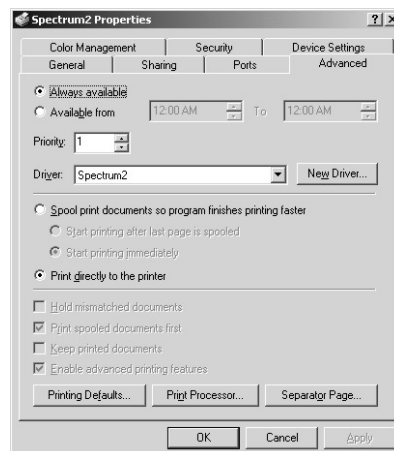 Spectrum2 Properties
Color Management Security Device Settings
General Sharing Ports Advanced
Always available
Available from 12:00 AM To 12:00 AM
Priority: 1
Driver: Spectrum2 New Driver...
Spool print documents so program finishes printing faster
Start printing after last page is spooled
Start printing immediately
Print directly to the printer
Hold mismatched documents
Print spooled documents first
Keep printed documents
Enable advanced printing features
Printing Defaults... Print Processor... Separator Page...
OK Cancel Apply